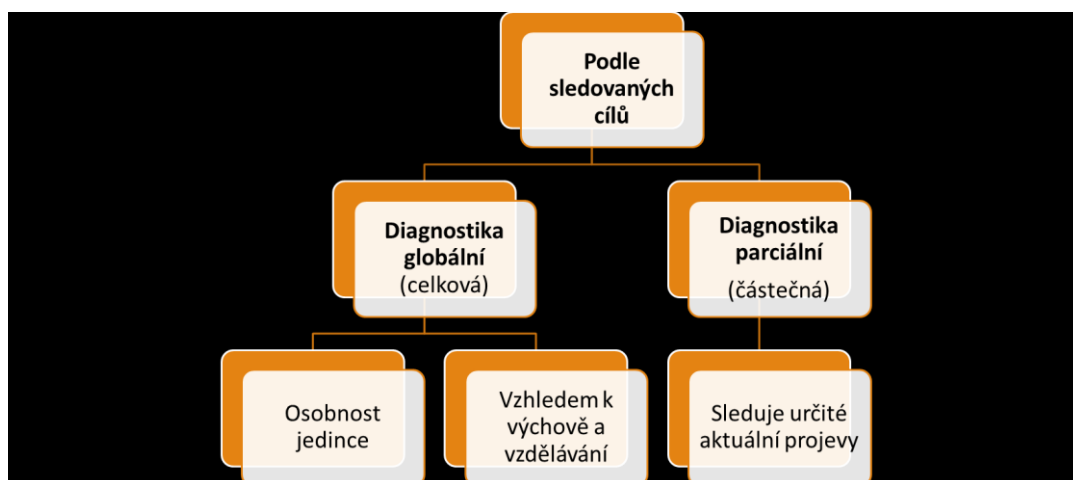 Podle
sledovaných
cílů
Diagnostika
globální
(celková)
Diagnostika
parciální
(částečná)
Osobnost
jedince
Vzhledem k
výchově a
vzdělávání
Sleduje určité
aktuální projevy